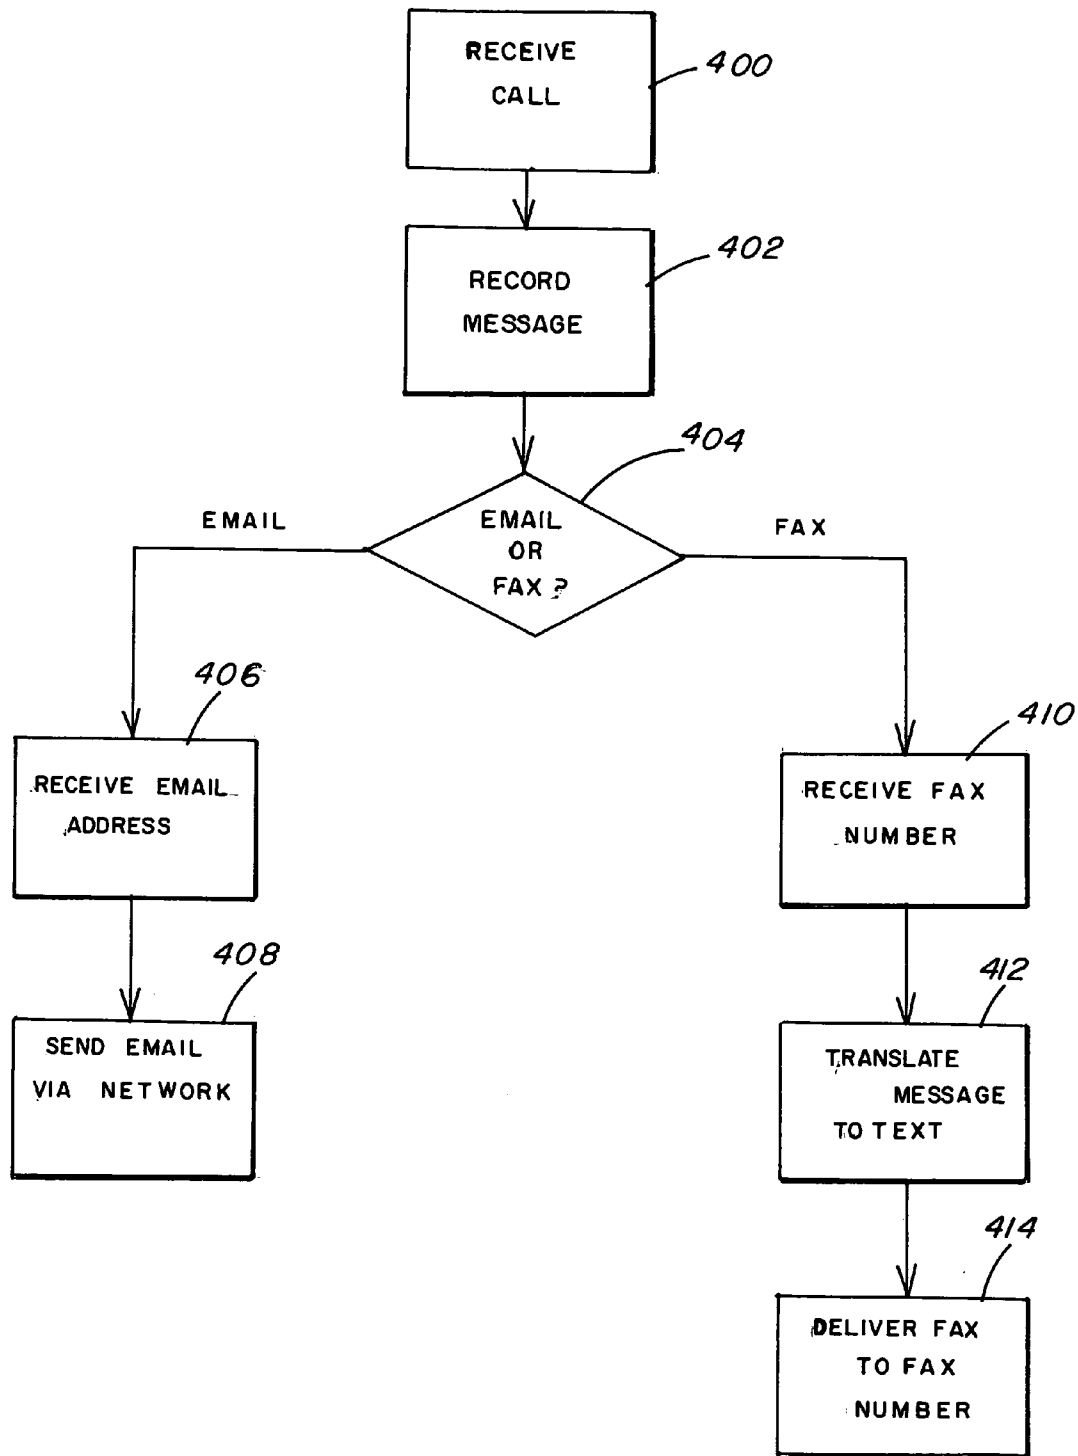 RECEIVE
CALL
400
RECORD
MESSAGE
402
404
EMAIL
EMAIL
OR
FAX?
FAX
406
RECEIVE EMAIL
ADDRESS
410
RECEIVE FAX
NUMBER
408
SEND EMAIL
VIA NETWORK
412
TRANSLATE
MESSAGE
TO TEXT
414
DELIVER FAX
TO FAX
NUMBER